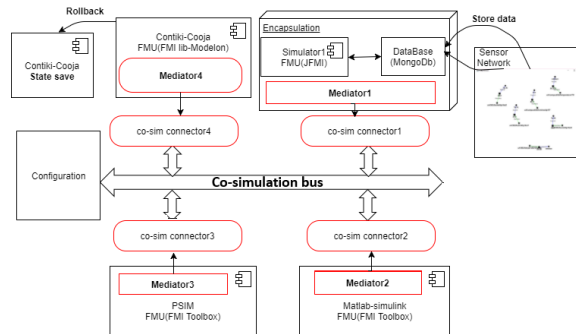 Rollback
Contiki-Cooja
State save
Contiki-Cooja
FMU(FMI lib-Modelon)
Mediator4
Encapsulation
Simulator1
FMU(JFMI)
DataBase
(MongoDb)
Mediator1
Store data
Sensor
Network
co-sim connector4
co-sim connector1
Configuration
Co-simulation bus
co-sim connector3
co-sim connector2
Mediator3
PSIM
FMU(FMI Toolbox)
Mediator2
Matlab-simulink
FMU(FMI Toolbox)